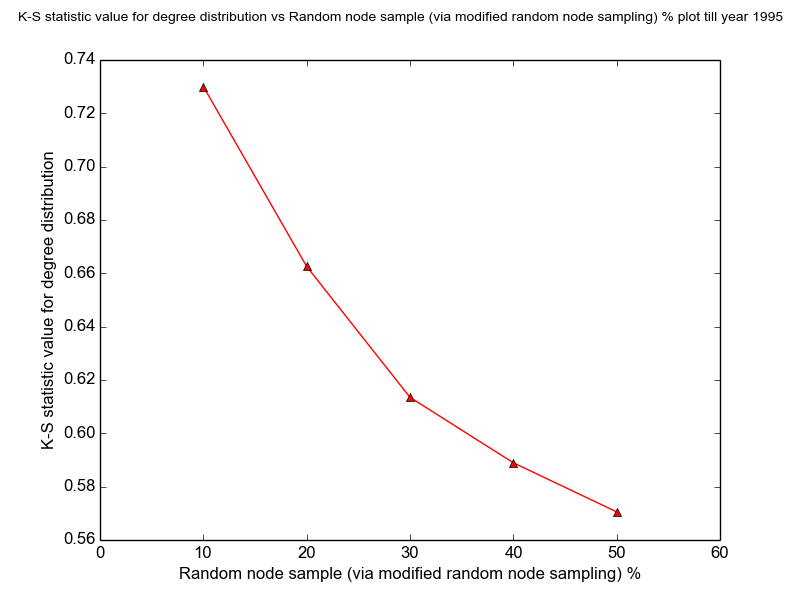 K-S statistic value for degree distribution vs Random node sample (via modified random node sampling) % plot till year 1995
0.74
0.72
0.70
0.68
0.66
0.64
0.62
0.60
0.58
0.56
K-S statistic value for degree distribution
0 10 20 30 40 50 60
Random node sample (via modified random node sampling) %